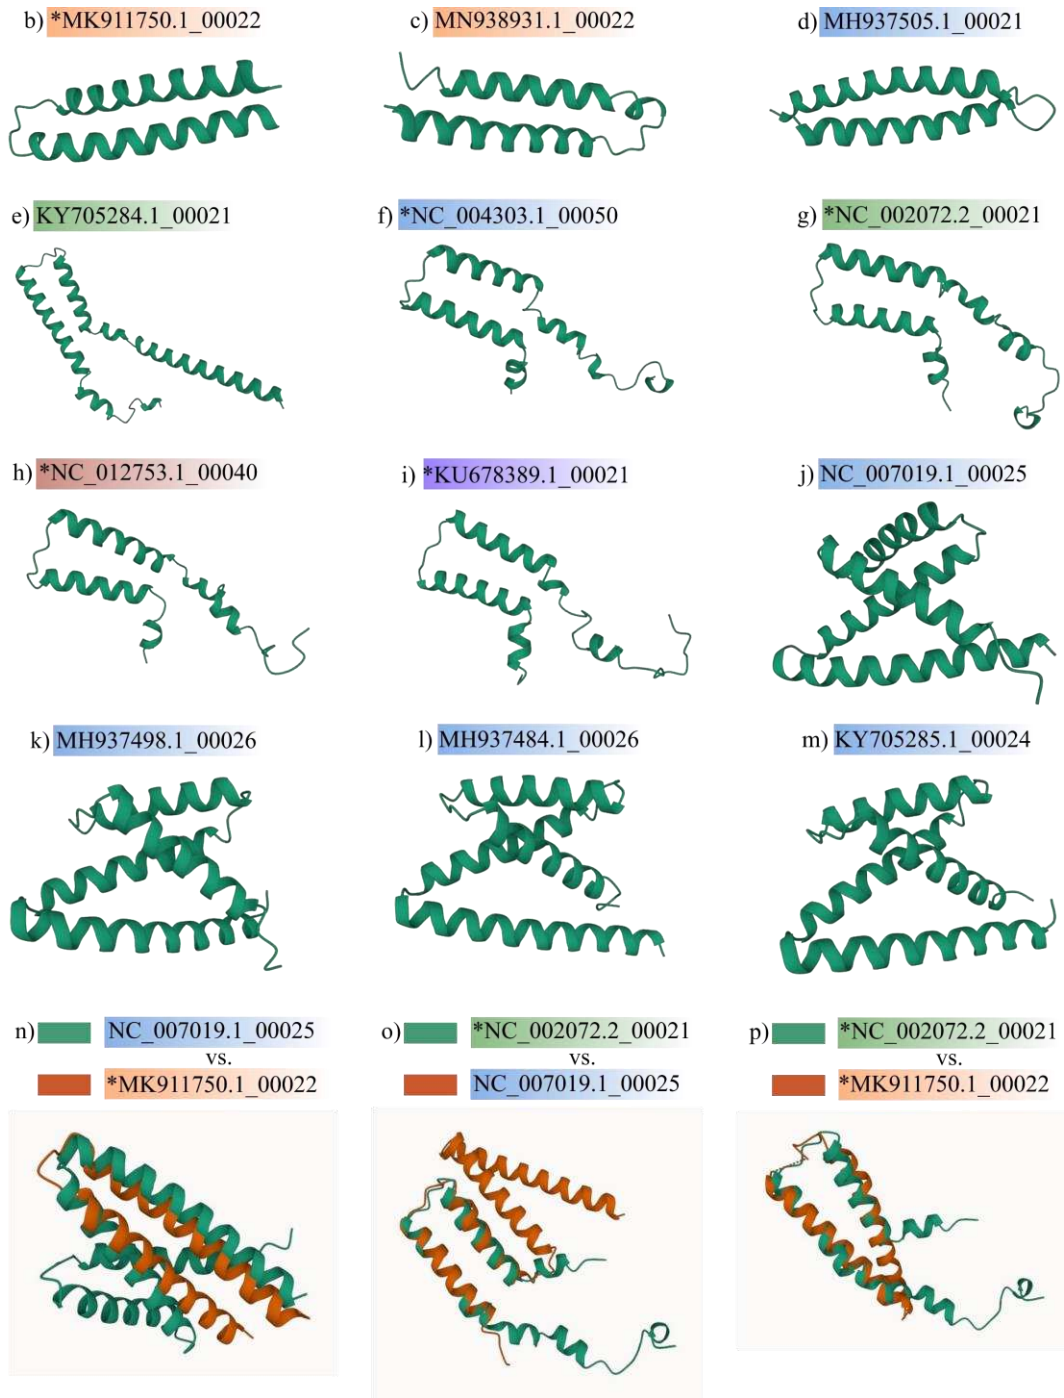 b) *MK911750.1_00022
c) MN938931.1_00022
d) MH937505.1_00021
e) KY705284.1_00021
f) *NC_004303.1_00050
g) *NC_002072.2_00021
h) *NC_012753.1_00040
i) *KU678389.1_00021
j) NC_007019.1_00025
k) MH937498.1_00026
l) MH937484.1_00026
m) KY705285.1_00024
n) NC_007019.1_00025
vs.
*MK911750.1_00022
o) *NC_002072.2_00021
vs.
NC_007019.1_00025
p) *NC_002072.2_00021
vs.
*MK911750.1_00022